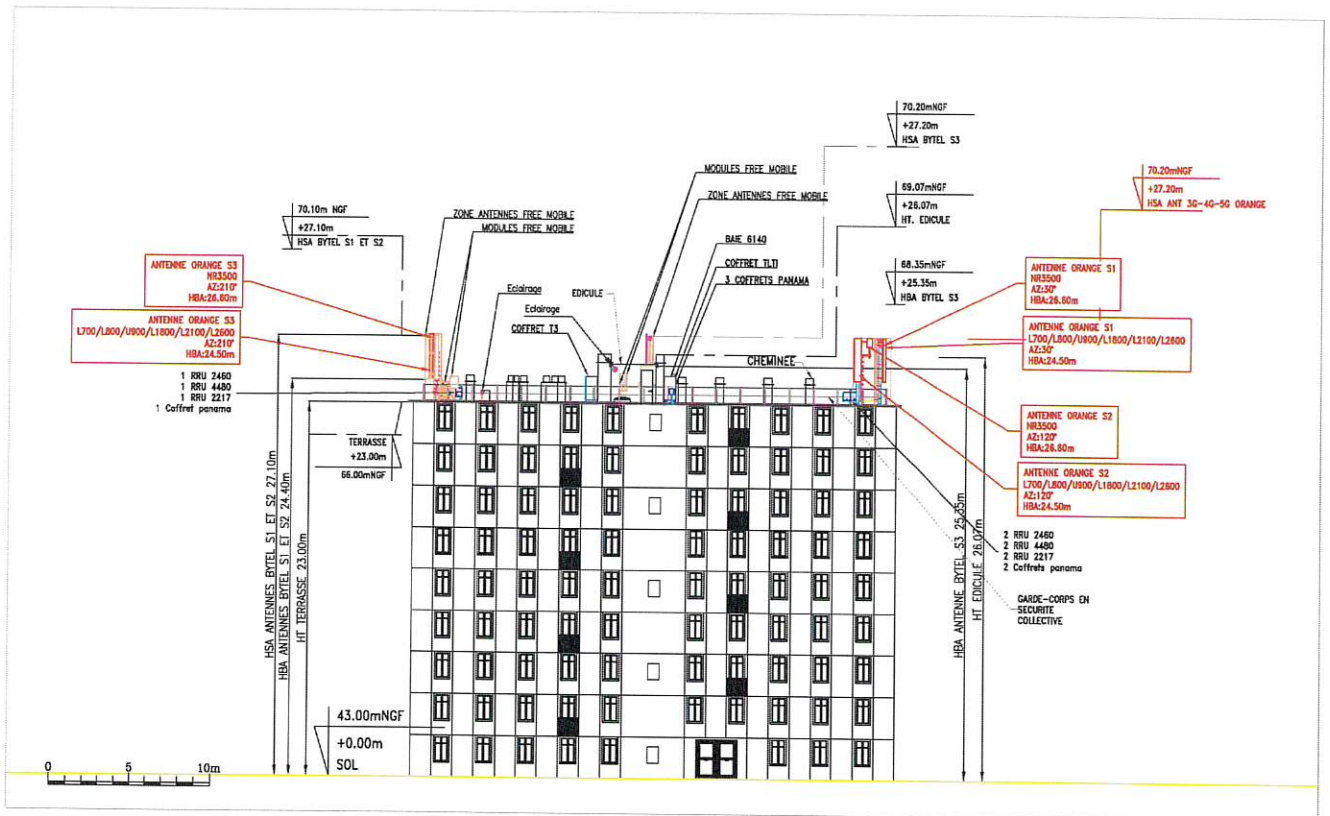 70.20mNGF
+27.20m
HSA BYTEL S3
MODULES FREE MOBILE
ZONE ANTENNES FREE MOBILE
69.07mNGF
+26.07m
HT. EDICULE
70.20mNGF
+27.20m
HSA ANT 3G-4G-5G ORANGE
70.10m NGF
+27.10m
HSA BYTEL S1 ET S2
ZONE ANTENNES FREE MOBILE
MODULES FREE MOBILE
BAIE 6140
COFFRET TLTI
3 COFFRETS PANAMA
68.35mNGF
+25.35m
HBA BYTEL S3
ANTENNE ORANGE S3
NR3500
AZ:210°
HBA:26.60m
ANTENNE ORANGE S3
L700/L800/U900/L1800/L2100/L2600
AZ:210°
HBA:24.50m
Eclairage
Eclairage
EDICULE
COFFRET T3
CHEMINEE
ANTENNE ORANGE S1
NR3500
AZ:30°
HBA:26.60m
ANTENNE ORANGE S1
L700/L800/U900/L1800/L2100/L2600
AZ:30°
HBA:24.50m
1 RRU 2460
1 RRU 4480
1 RRU 2217
1 Coffret panama
ANTENNE ORANGE S2
NR3500
AZ:120°
HBA:26.60m
ANTENNE ORANGE S2
L700/L800/U900/L1800/L2100/L2600
AZ:120°
HBA:24.50m
TERRASSE
+23.00m
66.00mNGF
HSA ANTENNES BYTEL S1 ET S2 27.10m
HBA ANTENNES BYTEL S1 ET S2 24.40m
HT TERRASSE 23.00m
HBA ANTENNE BYTEL S3 25.35m
HT EDICULE 26.07m
2 RRU 2460
2 RRU 4480
2 RRU 2217
2 Coffrets panama
GARDE-CORPS EN
SECURITE
COLLECTIVE
43.00mNGF
+0.00m
SOL
0 5 10m